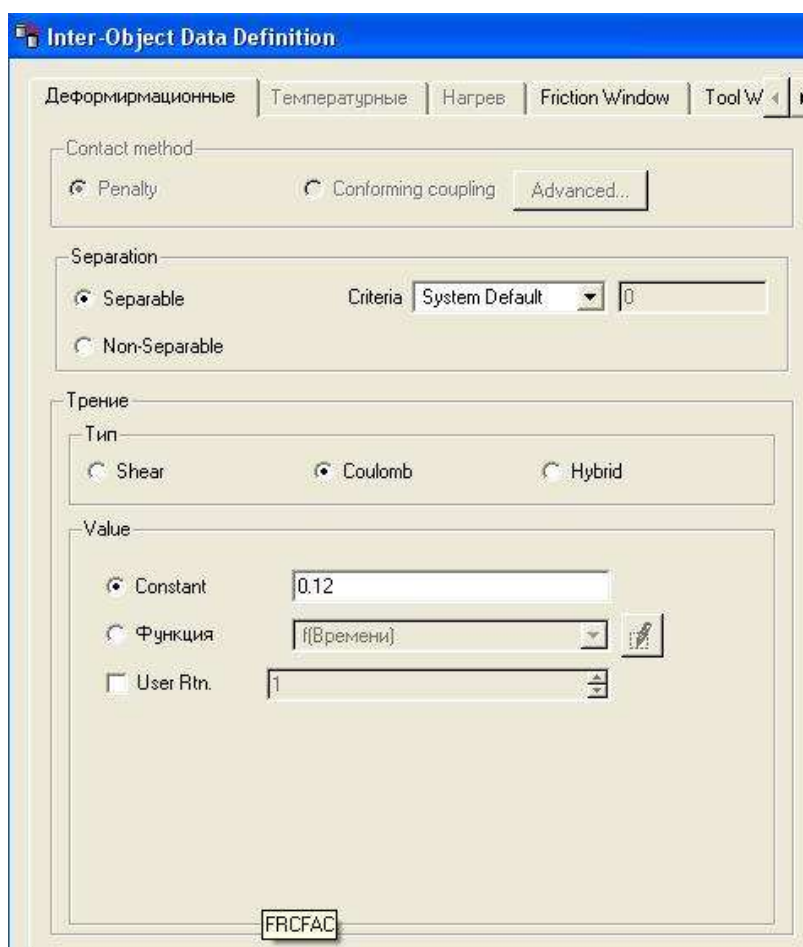 Inter-Object Data Definition
Деформирмационные Температурные Нагрев Friction Window Tool W
Contact method
Penalty Conforming coupling Advanced...
Separation
Separable Criteria System Default 0
Non-Separable
Трение
Тип
Shear Coulomb Hybrid
Value
Constant 0.12
Функция f(Времени)
User Rtn. 1
FRCFAC